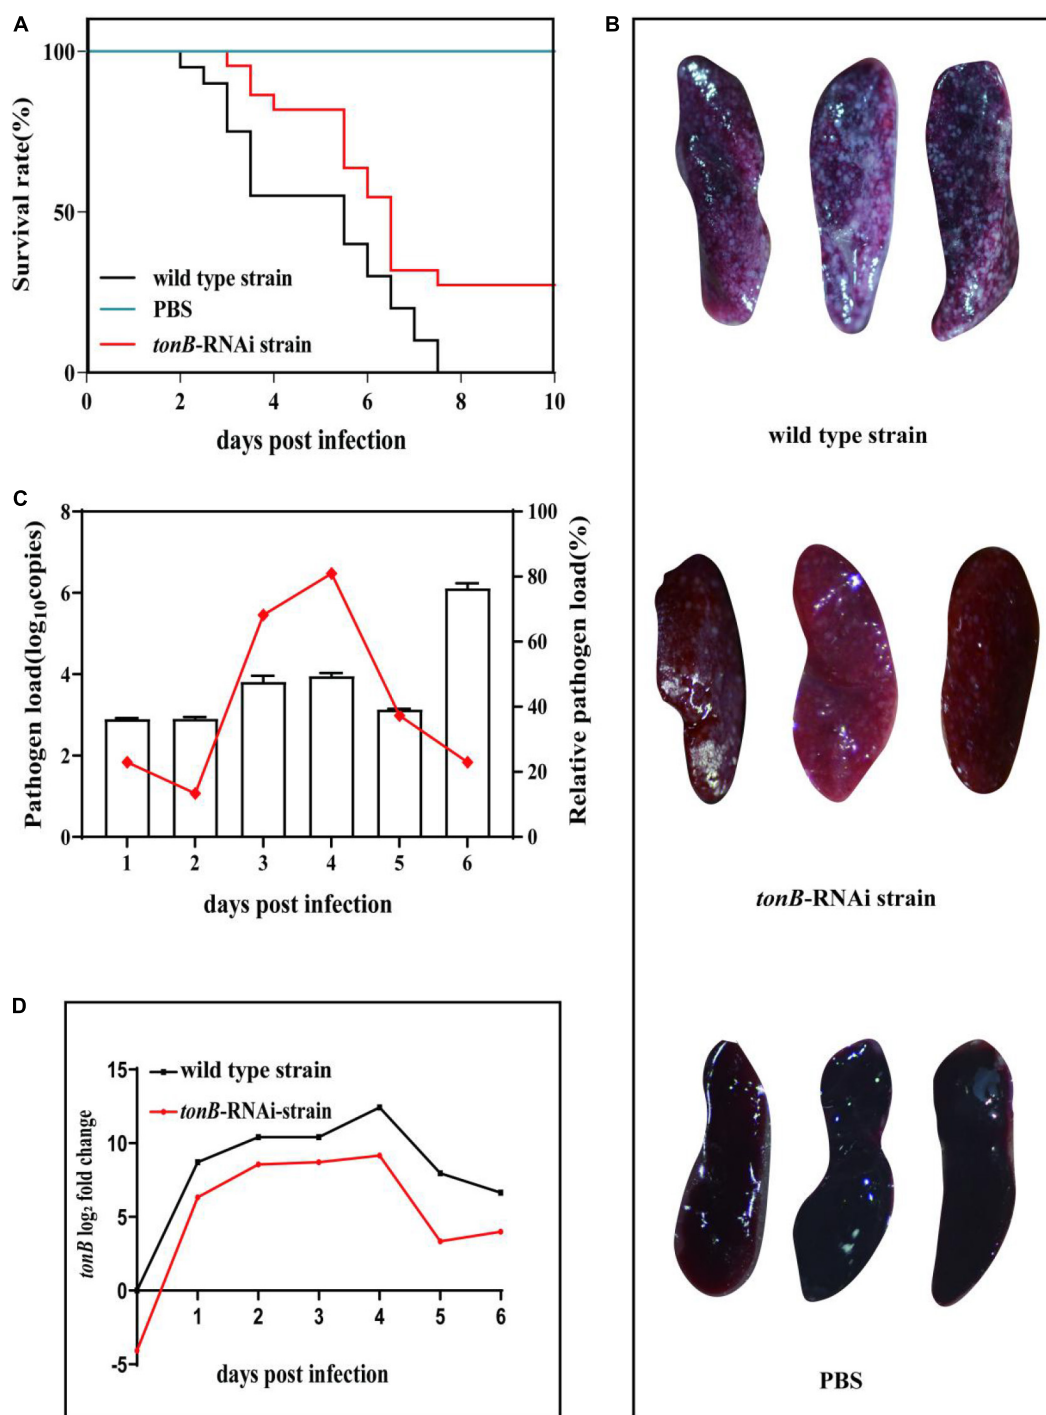 A
Survival rate(%)
100
50
0
wild type strain
PBS
tonB-RNAi strain
0 2 4 6 8 10
days post infection
B
wild type strain
tonB-RNAi strain
PBS
C
Pathogen load(log10copies)
8
6
4
2
0
100
80
60
40
20
0
Relative pathogen load(%)
1 2 3 4 5 6
days post infection
D
tonB log2 fold change
15
10
5
0
-5
wild type strain
tonB-RNAi-strain
1 2 3 4 5 6
days post infection